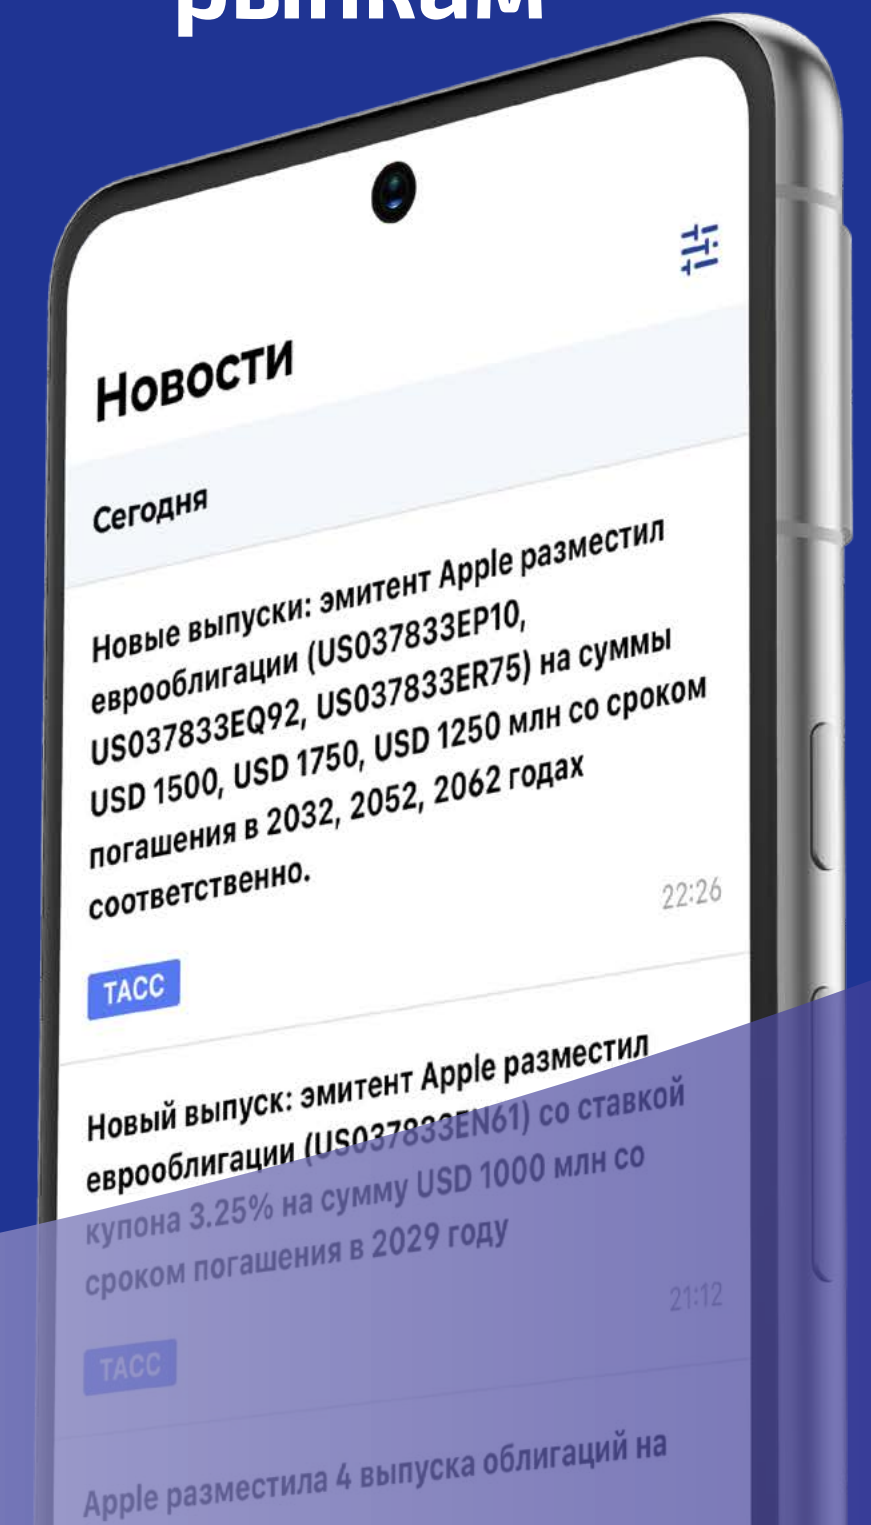 рынкам
Новости
Сегодня
Новые выпуски: эмитент Apple разместил
еврооблигации (US037833EP10,
US037833EQ92, US037833ER75) на суммы
USD 1500, USD 1750, USD 1250 млн со сроком
погашения в 2032, 2052, 2062 годах
соответственно.
22:26
ТАСС
Новый выпуск: эмитент Apple разместил
еврооблигации (US037833EN61) со ставкой
купона 3.25% на сумму USD 1000 млн со
сроком погашения в 2029 году
21:12
ТАСС
Apple разместила 4 выпуска облигаций на